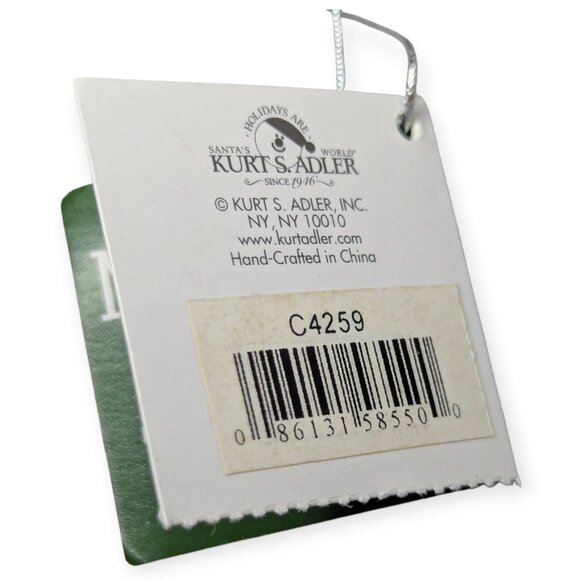 HOLIDAYS ARE
SANTA'S WORLD®
KURT S. ADLER
SINCE 1946
© KURT S. ADLER, INC.
NY, NY 10010
www.kurtadler.com
Hand-Crafted in China
C4259
0 86131 58550 0